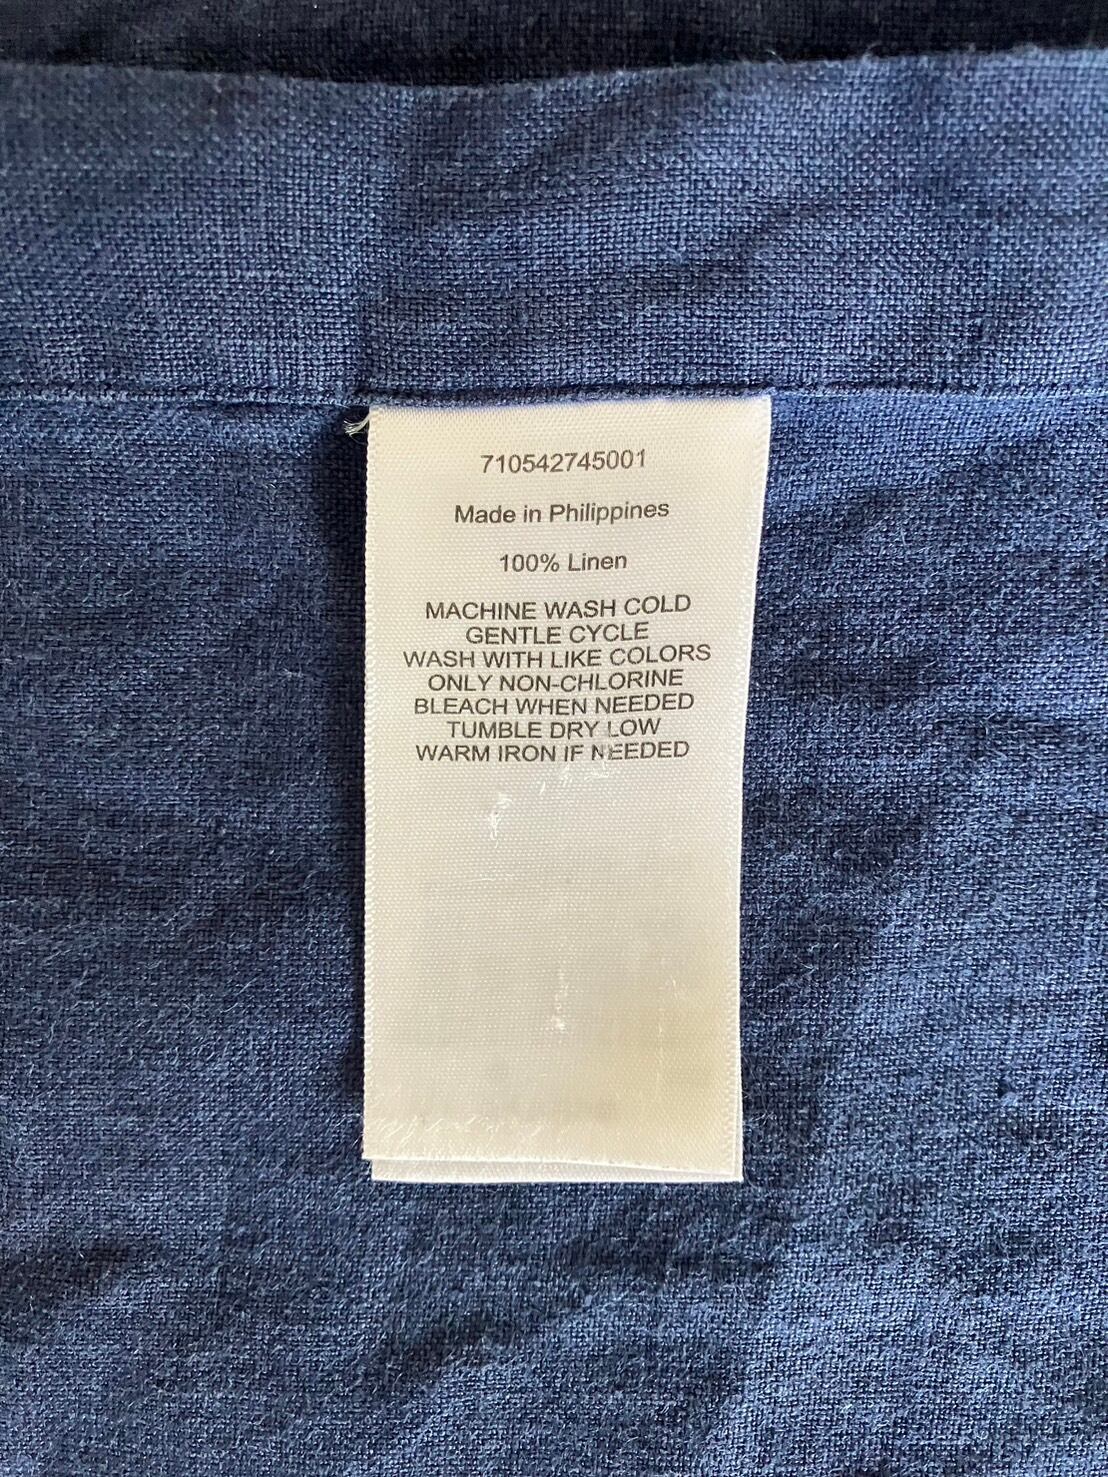 710542745001
Made in Philippines
100% Linen
MACHINE WASH COLD
GENTLE CYCLE
WASH WITH LIKE COLORS
ONLY NON-CHLORINE
BLEACH WHEN NEEDED
TUMBLE DRY LOW
WARM IRON IF NEEDED